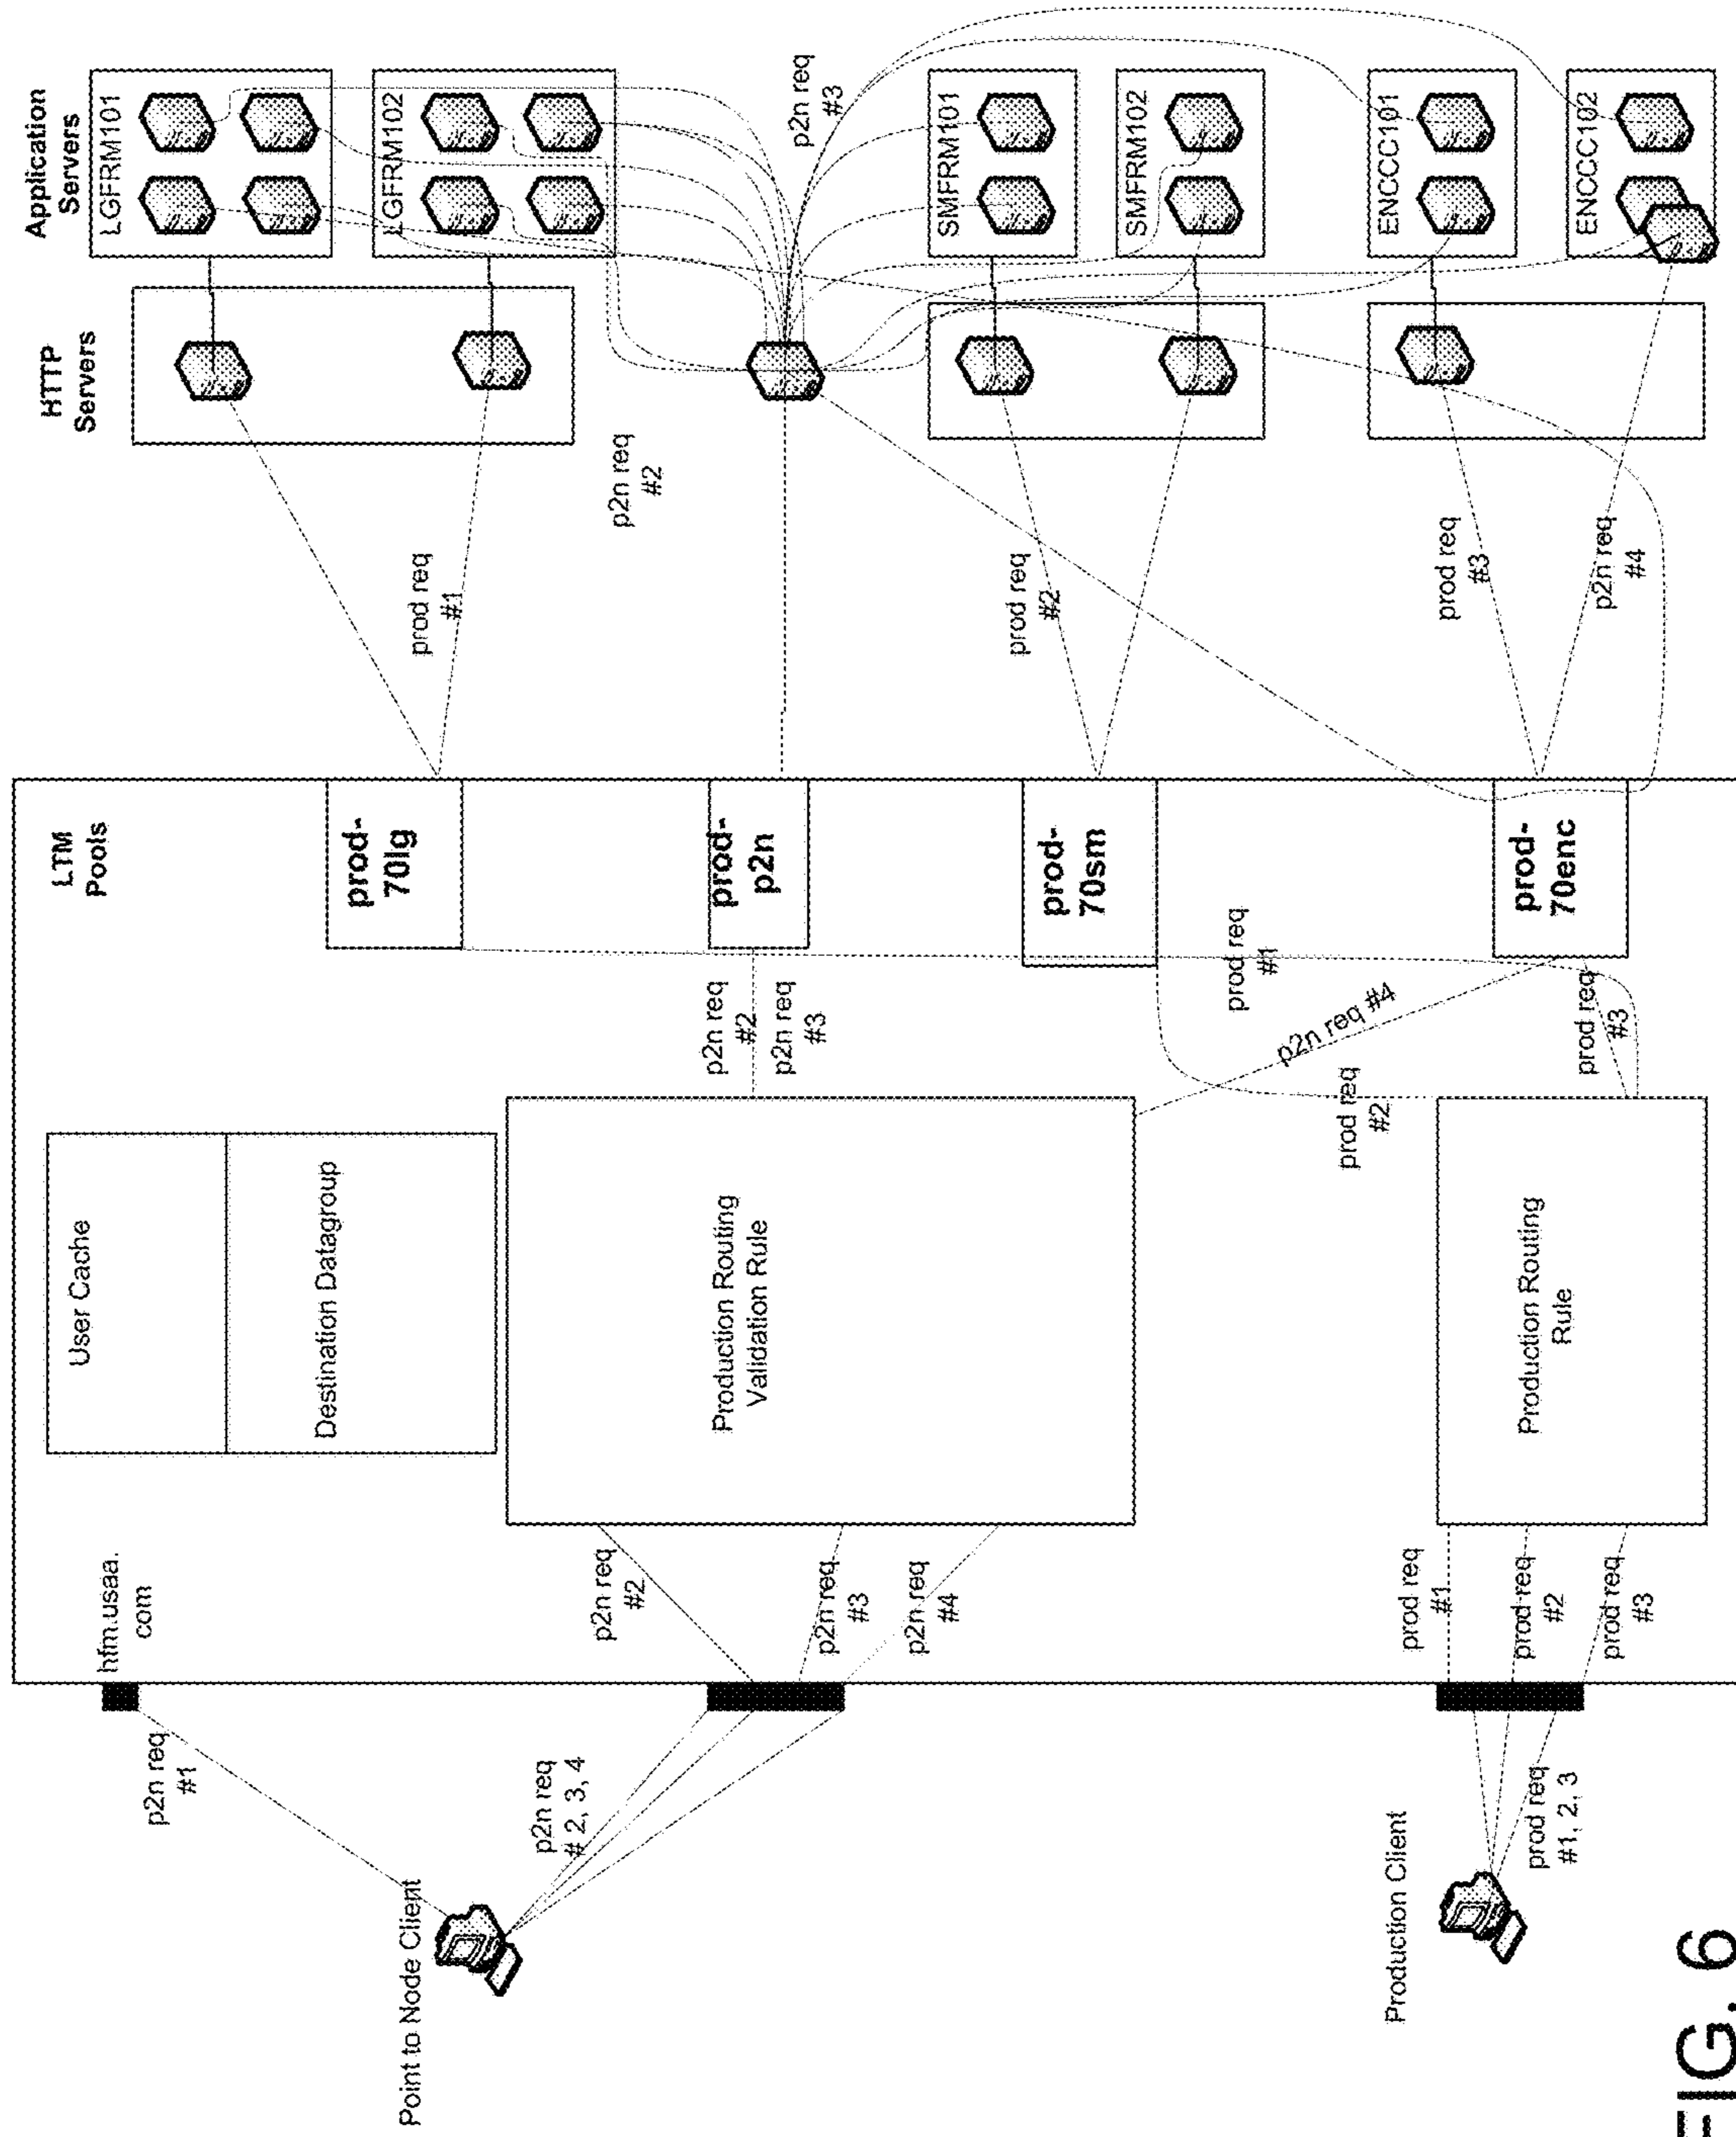 Application
Servers
HTTP
Servers
LTM
Pools
LGFRM101
LGFRM102
SMFRM101
SMFRM102
ENCCC101
ENCCC102
p2n req
#3
p2n req
#2
prod req
#1
prod req
#2
prod req
#3
p2n req
#4
prod-
70lg
prod-
p2n
prod-
70sm
prod-
70enc
p2n req
#2
p2n req
#3
prod req
#1
p2n req #4
prod req
#3
prod req
#2
User Cache
Destination Datagroup
Production Routing
Validation Rule
Production Routing
Rule
hfm.usaa.
com
p2n req
#2
p2n req
#3
p2n req
#4
prod req
#1
prod req
#2
prod req
#3
p2n req
#1
p2n req
# 2, 3, 4
prod req
#1, 2, 3
Point to Node Client
Production Client
FIG. 6